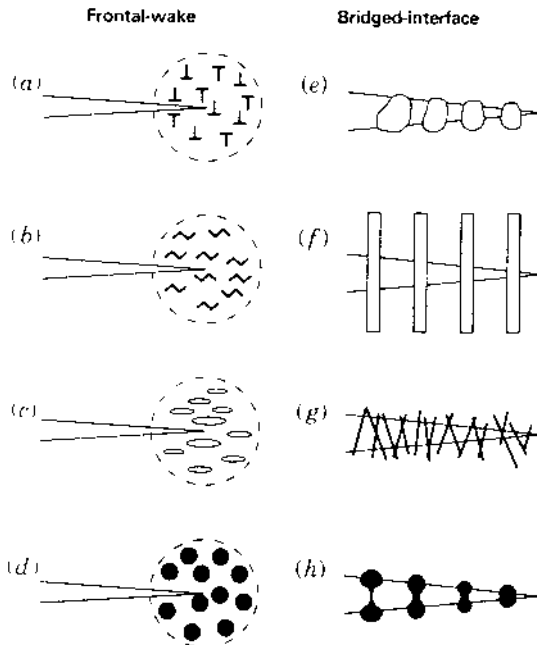 Frontal-wake Bridged-interface
(a) (e)
(b) (f)
(c) (g)
(d) (h)